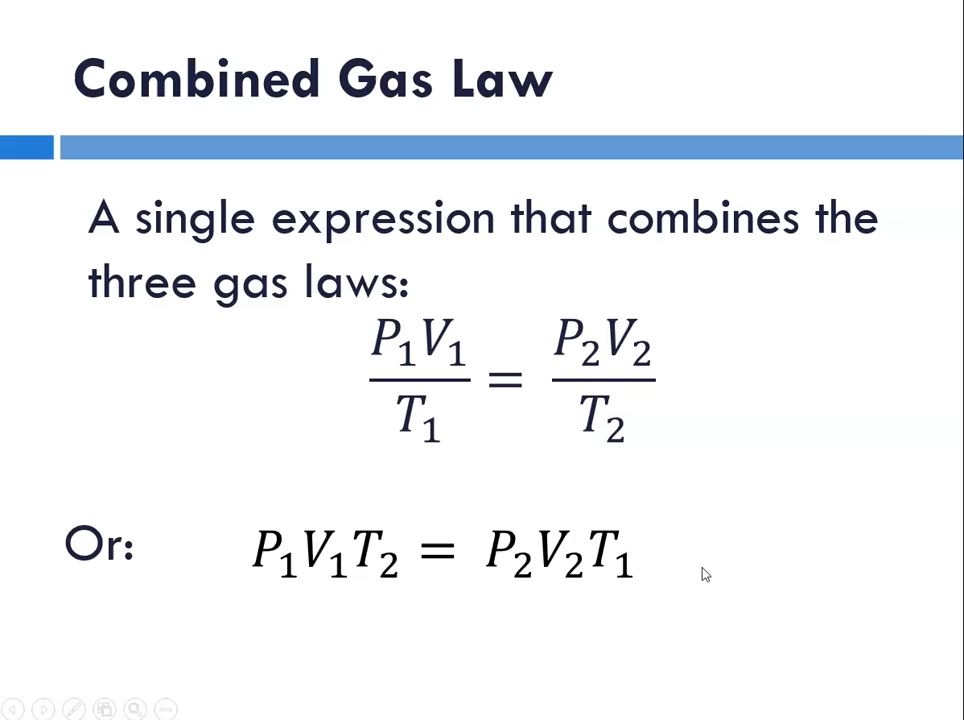 Combined Gas Law
A single expression that combines the
three gas laws:
P₁V₁/T₁ = P₂V₂/T₂
Or: P₁V₁T₂ = P₂V₂T₁